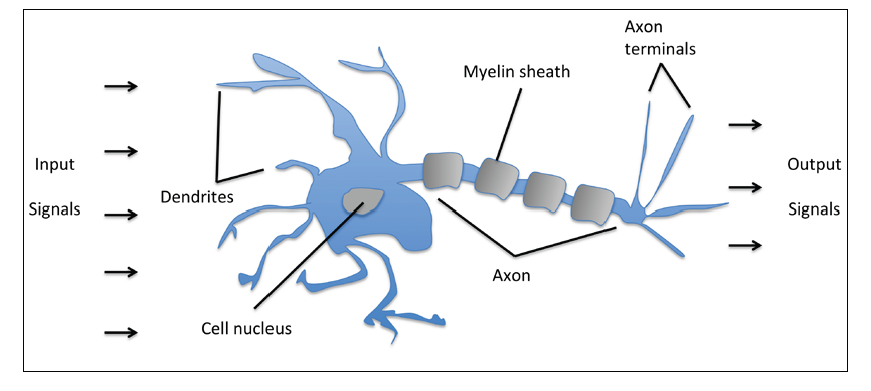 Axon
terminals
Myelin sheath
Input
Signals
Dendrites
Output
Signals
Axon
Cell nucleus